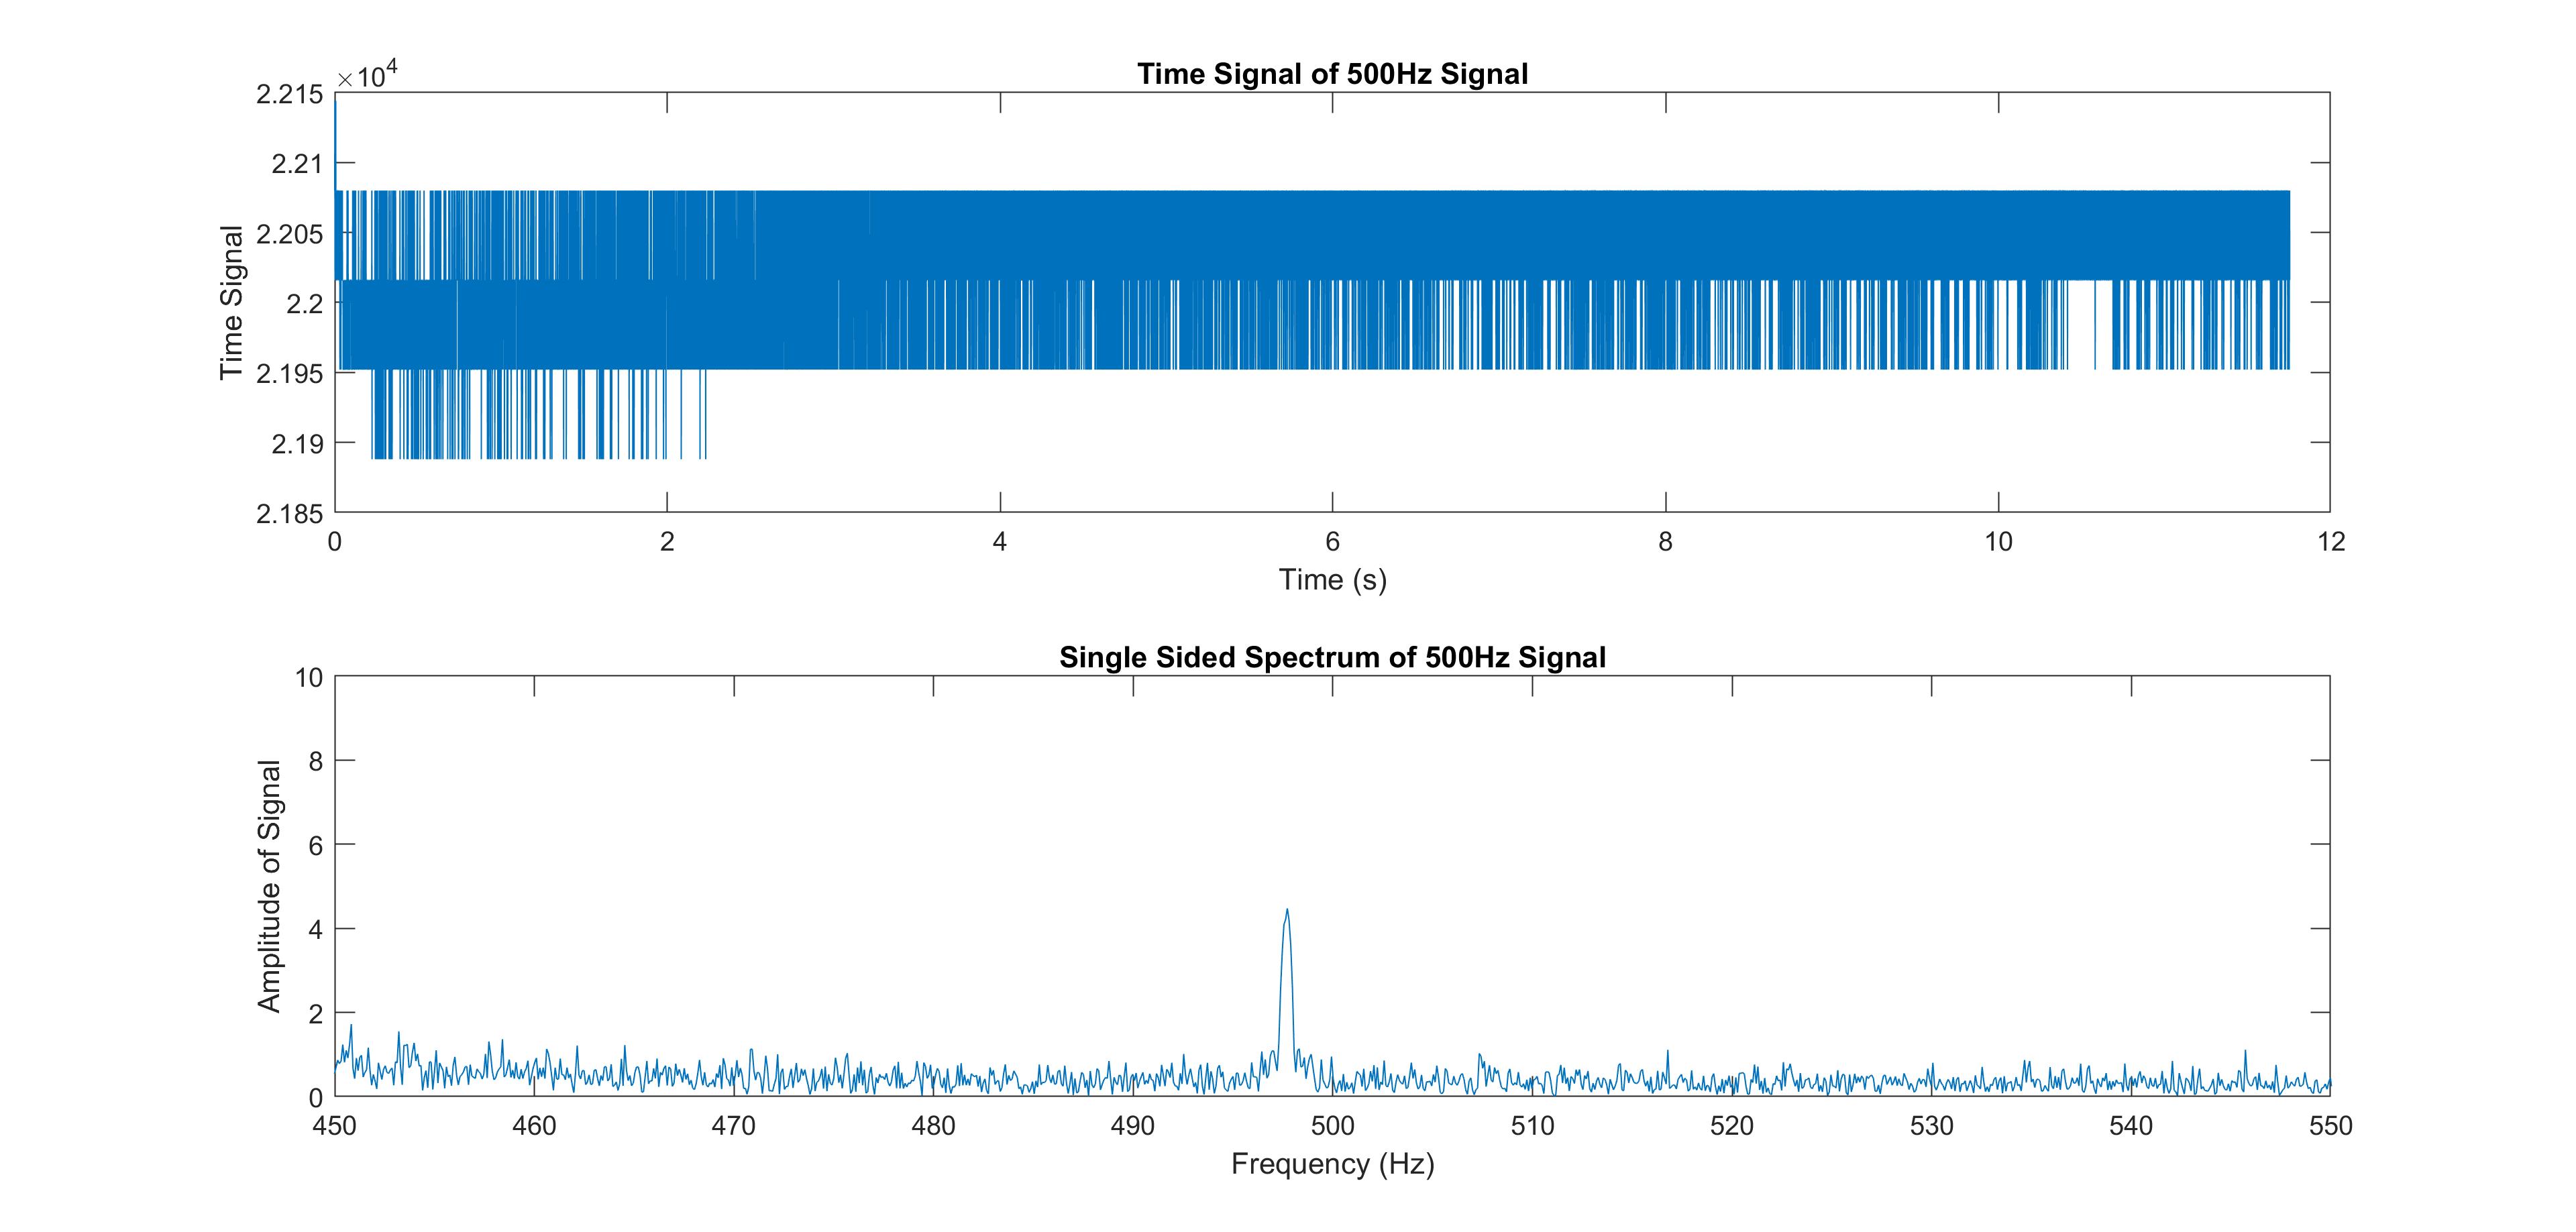 ×10⁴
Time Signal of 500Hz Signal
2.215
2.21
2.205
2.2
2.195
2.19
2.185
Time Signal
0 2 4 6 8 10 12
Time (s)
Single Sided Spectrum of 500Hz Signal
10
8
6
4
2
0
Amplitude of Signal
450 460 470 480 490 500 510 520 530 540 550
Frequency (Hz)